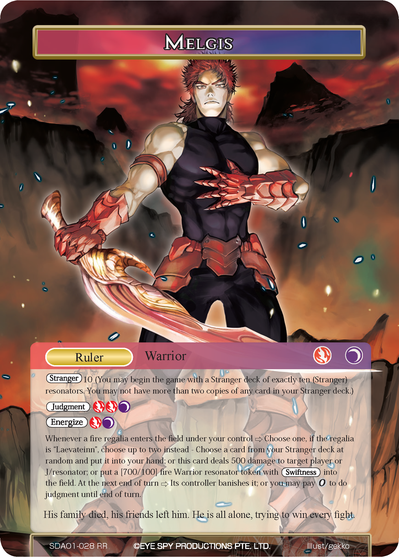 MELGIS
Ruler Warrior
Stranger 10 (You may begin the game with a Stranger deck of exactly ten (Stranger)
resonators. You may not have more than two copies of any card in your Stranger deck.)
Judgment
Energize
Whenever a fire regalia enters the field under your control ⇨ Choose one, if the regalia
is "Laevateinn", choose up to two instead - Choose a card from your Stranger deck at
random and put it into your hand; or this card deals 500 damage to target player or
J/resonator; or put a [700/100] fire Warrior resonator token with Swiftness into
the field. At the next end of turn ⇨ Its controller banishes it; or you may pay 0 to do
judgment until end of turn.
His family died, his friends left him. He is all alone, trying to win every fight.
SDAO1-028 RR ©EYE SPY PRODUCTIONS PTE. LTD. Illust/gekko